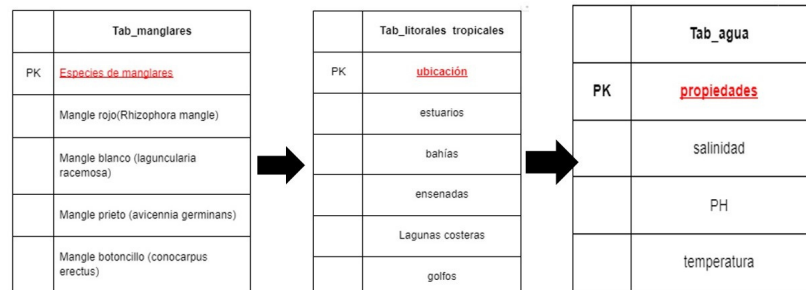 Tab_manglares
PK
Especies de manglares
Mangle rojo(Rhizophora mangle)
Mangle blanco (laguncularia
racemosa)
Mangle prieto (avicennia germinans)
Mangle botoncillo (conocarpus
erectus)
Tab_litorales tropicales
PK
ubicación
estuarios
bahías
ensenadas
Lagunas costeras
golfos
Tab_agua
PK
propiedades
salinidad
PH
temperatura